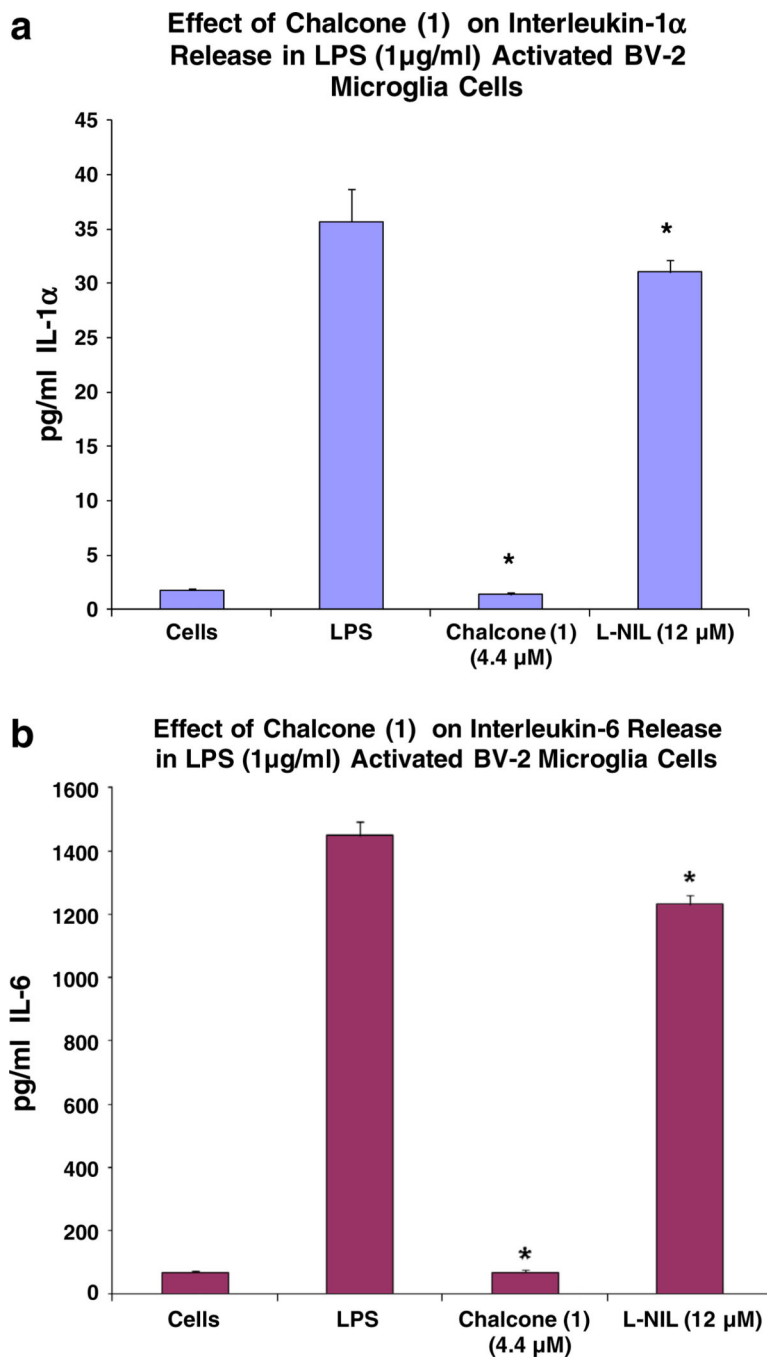 a
Effect of Chalcone (1) on Interleukin-1α
Release in LPS (1µg/ml) Activated BV-2
Microglia Cells
pg/ml IL-1α
45
40
35
30
25
20
15
10
5
0
*
*
Cells LPS Chalcone (1) L-NIL (12 µM)
(4.4 µM)
b
Effect of Chalcone (1) on Interleukin-6 Release
in LPS (1µg/ml) Activated BV-2 Microglia Cells
pg/ml IL-6
1600
1400
1200
1000
800
600
400
200
0
*
*
Cells LPS Chalcone (1) L-NIL (12 µM)
(4.4 µM)